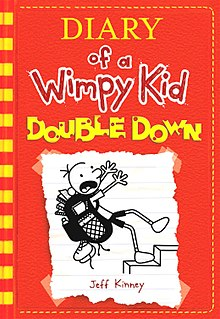 DIARY
of a
Wimpy Kid
DOUBLE DOWN
Jeff Kinney